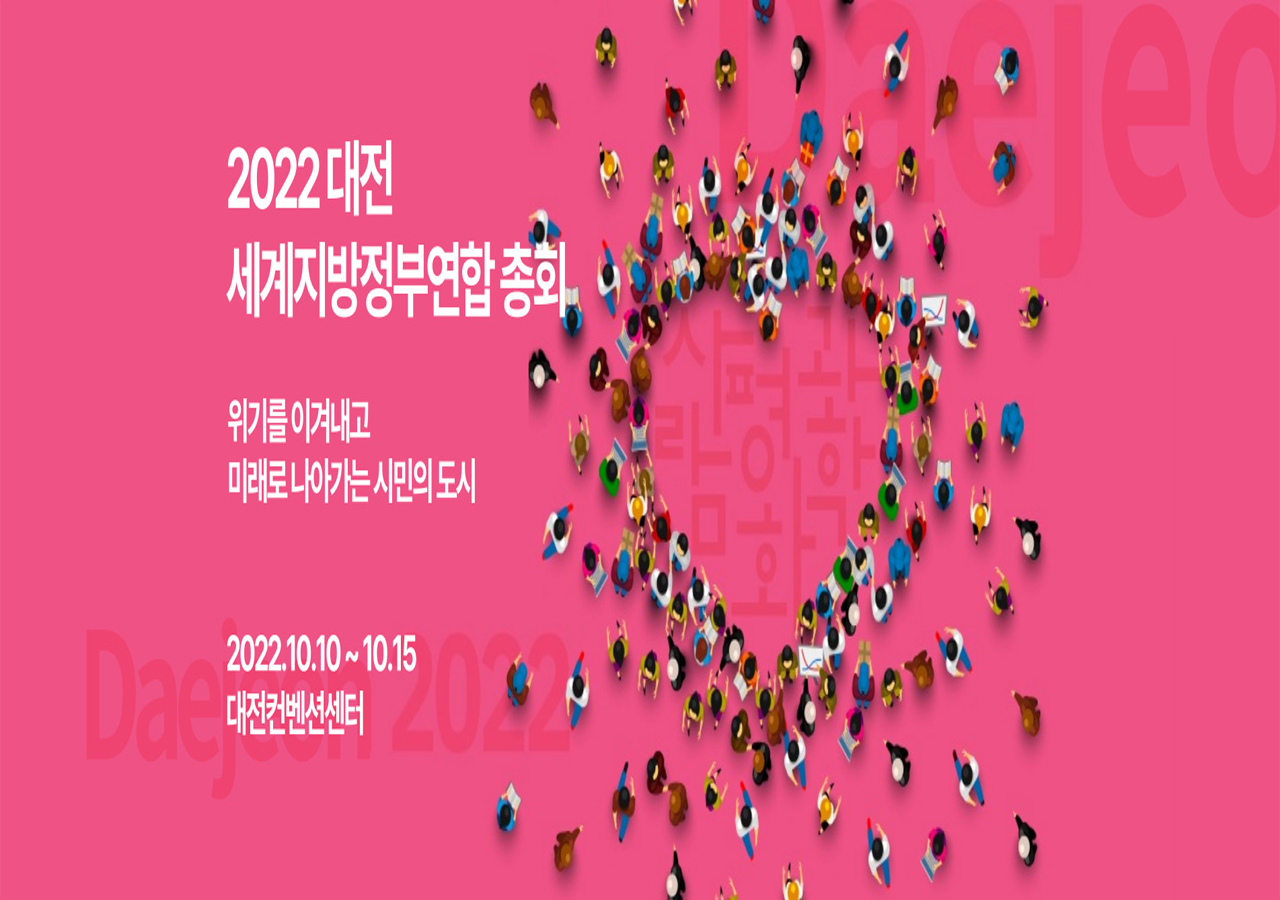 2022 대전
세계지방정부연합 총회
위기를 이겨내고
미래로 나아가는 시민의 도시
2022.10.10 ~ 10.15
대전컨벤션센터
Daejeon 2022
Daejeo
사람
평화
과학